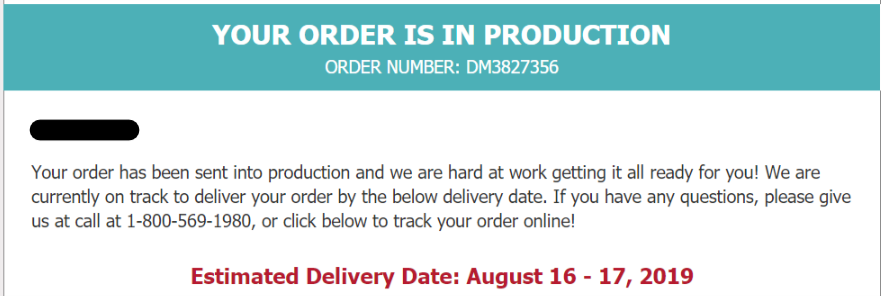 YOUR ORDER IS IN PRODUCTION
ORDER NUMBER: DM3827356
Your order has been sent into production and we are hard at work getting it all ready for you! We are
currently on track to deliver your order by the below delivery date. If you have any questions, please give
us at call at 1-800-569-1980, or click below to track your order online!
Estimated Delivery Date: August 16 - 17, 2019